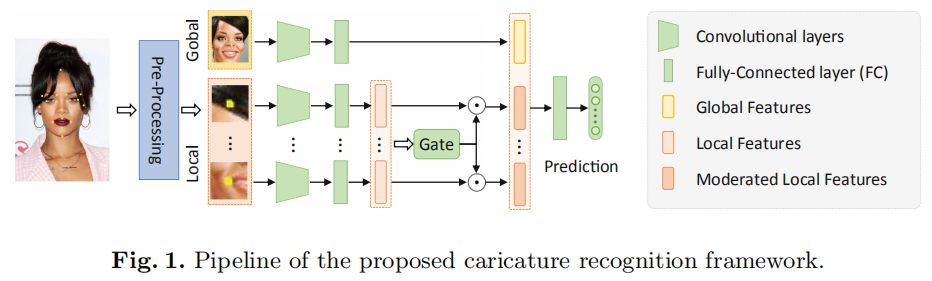 Gobal
Pre-Processing
Local
Gate
Prediction
Convolutional layers
Fully-Connected layer (FC)
Global Features
Local Features
Moderated Local Features
Fig. 1. Pipeline of the proposed caricature recognition framework.